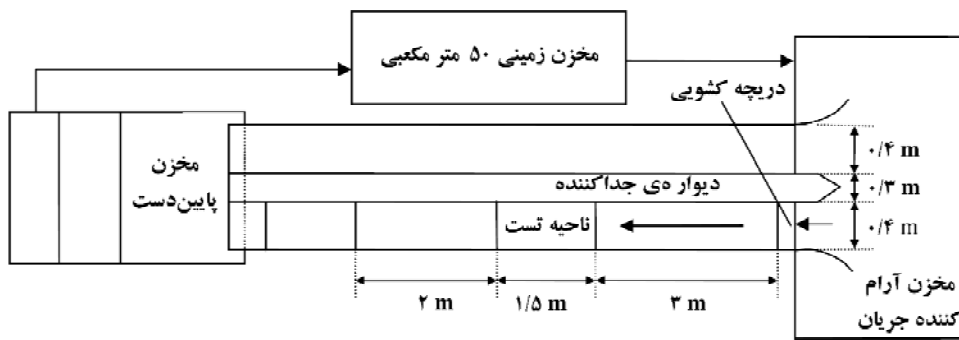 مخزن زمینی ۵۰ متر مکعبی
دریچه کشویی
۰/۴ m
مخزن
پایین‌دست
دیوار ه‌ی جداکننده
۰/۳ m
ناحیه تست
۰/۴ m
۲ m
۱/۵ m
۳ m
مخزن آرام
کننده جریان